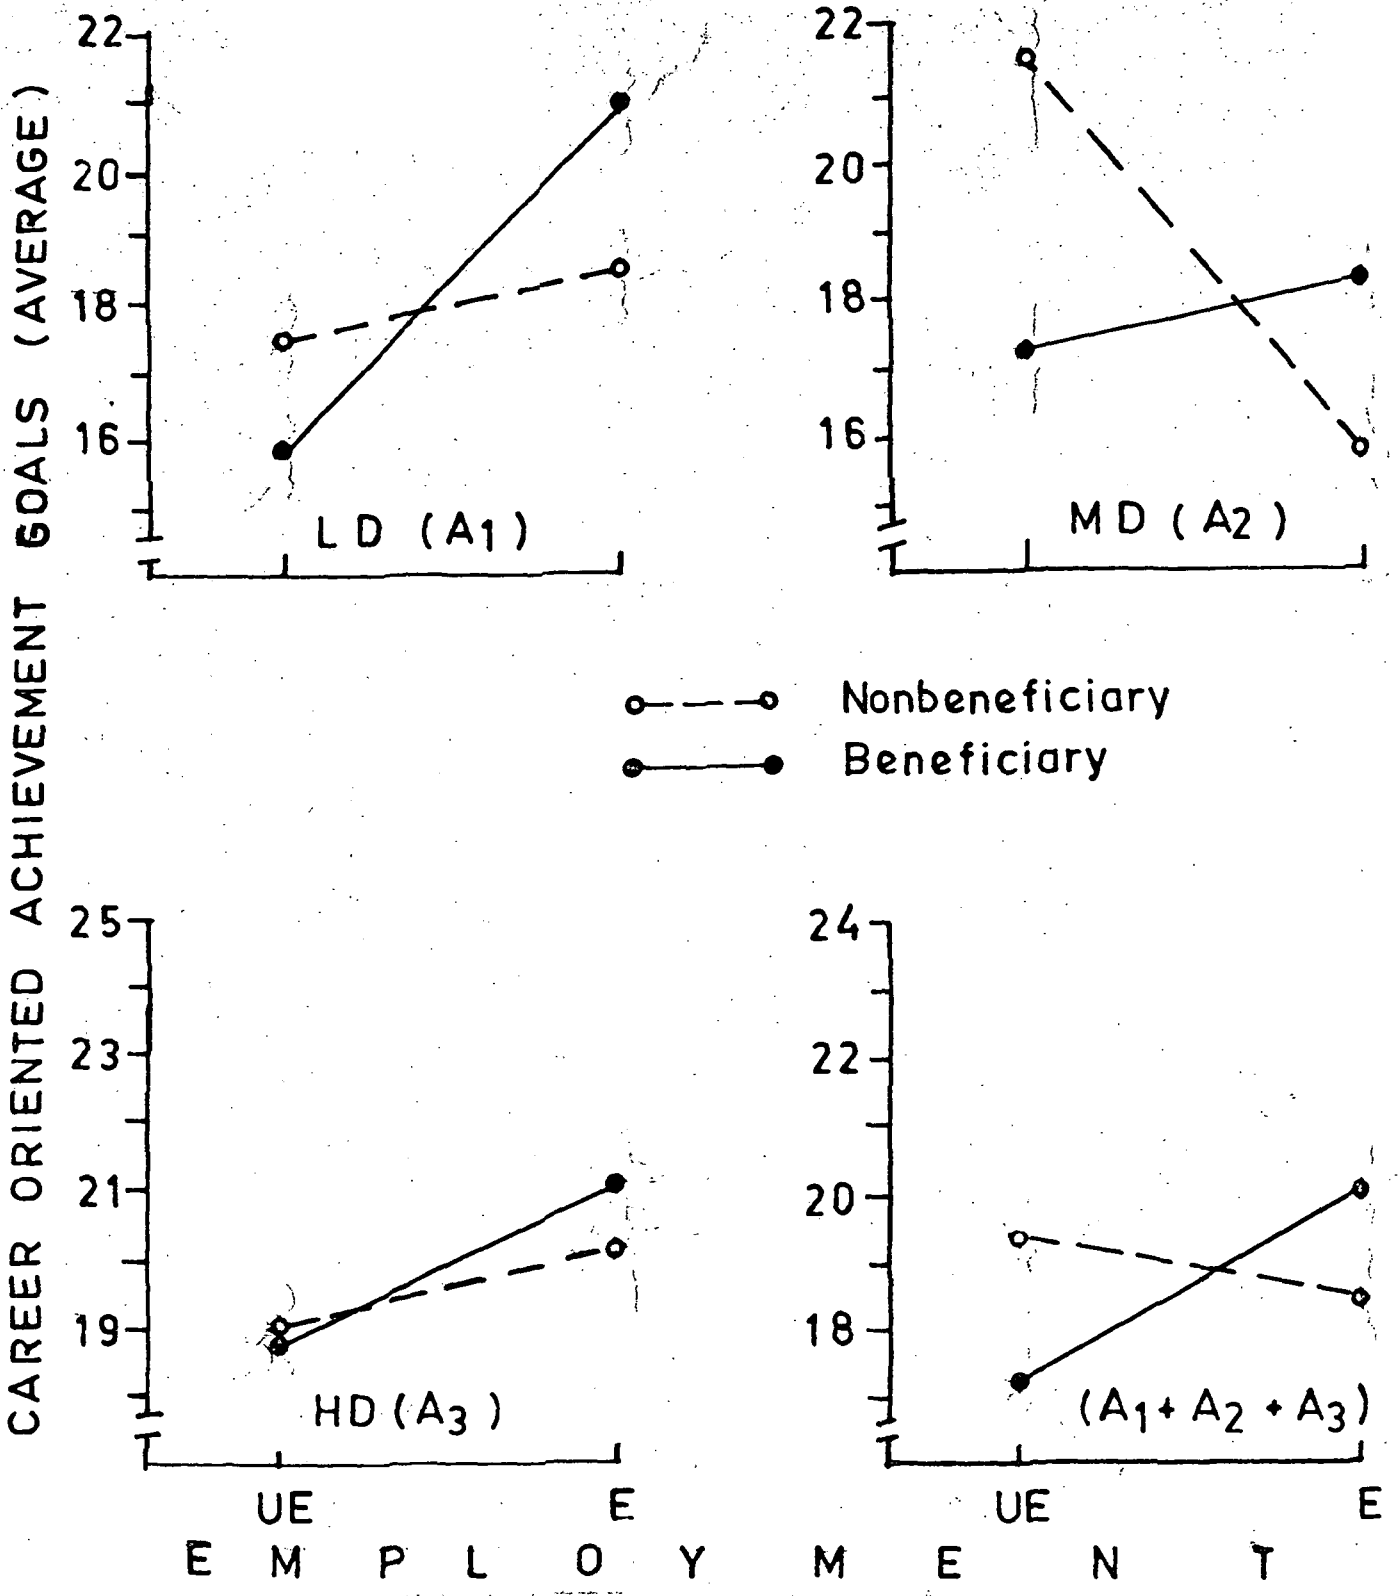 CAREER ORIENTED ACHIEVEMENT GOALS (AVERAGE)
22
20
18
16
LD (A1)
22
20
18
16
MD (A2)
Nonbeneficiary
Beneficiary
25
23
21
19
HD (A3)
UE E
24
22
20
18
(A1+ A2 + A3)
UE E
EMPLOYMENT